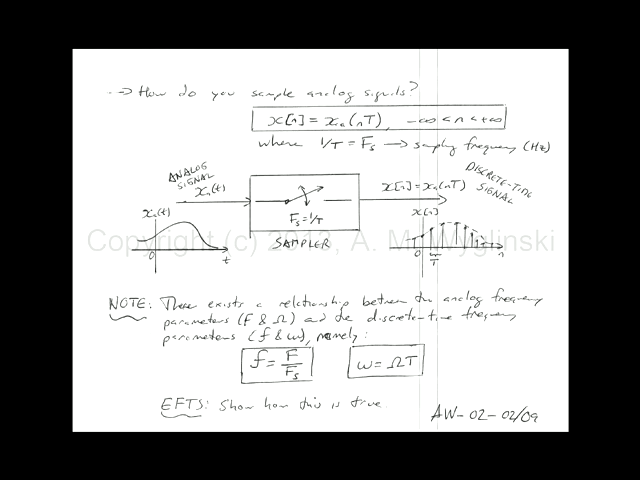 → How do you sample analog signals?
x[n] = xa(nT), -∞ < n < +∞
where 1/T = Fs → sampling frequency (Hz)
ANALOG SIGNAL
xa(t)
Fs = 1/T
SAMPLER
x[n] = xa(nT)
DISCRETE-TIME SIGNAL
xa(t)
0
t
x[n]
0
n
Copyright (c) 2013, A. M. Wyglinski
NOTE: There exists a relationship between the analog frequency
parameters (F & Ω) and the discrete-time frequency
parameters (f & ω), namely:
f = F/Fs
ω = ΩT
EFTS: Show how this is true.
AW-02-02/09